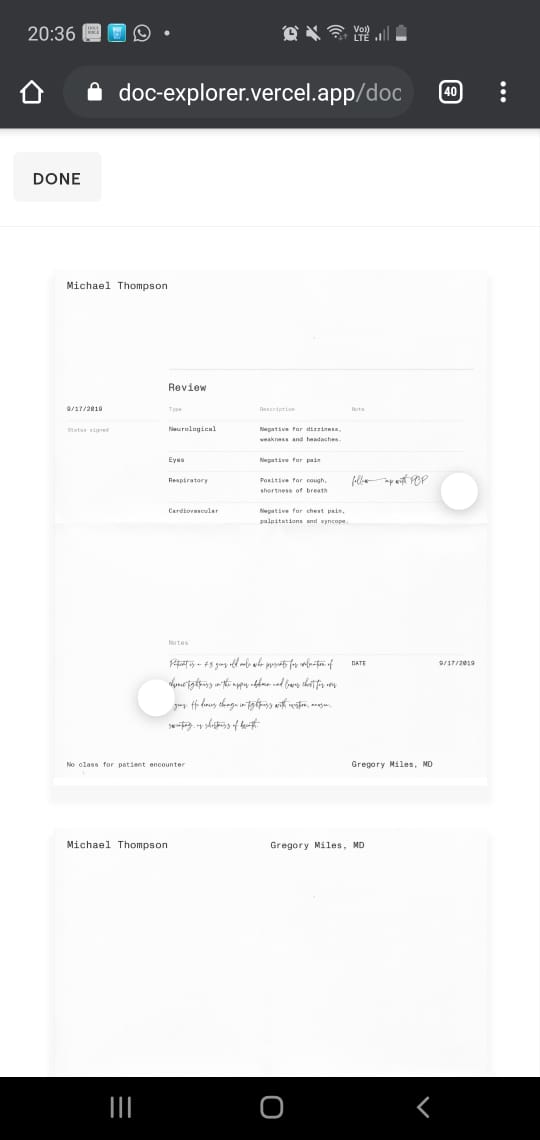 20:36
Vo)) LTE
doc-explorer.vercel.app/doc
40
DONE
Michael Thompson
Review
9/17/2019 Type Description Note
Status signed Neurological Negative for dizziness,
weakness and headaches.
Eyes Negative for pain
Respiratory Positive for cough, follow up with PCP
shortness of breath
Cardiovascular Negative for chest pain,
palpitations and syncope.
Notes
Patient is a year old male who presents for evaluation of DATE 9/17/2019
chronic tightness in the upper abdomen and lower chest for over
years. He denies change in tightness with exertion, nausea,
sweating, or shortness of breath.
No class for patient encounter Gregory Miles, MD
Michael Thompson Gregory Miles, MD